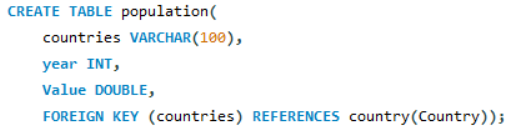 CREATE TABLE population(
countries VARCHAR(100),
year INT,
Value DOUBLE,
FOREIGN KEY (countries) REFERENCES country(Country));